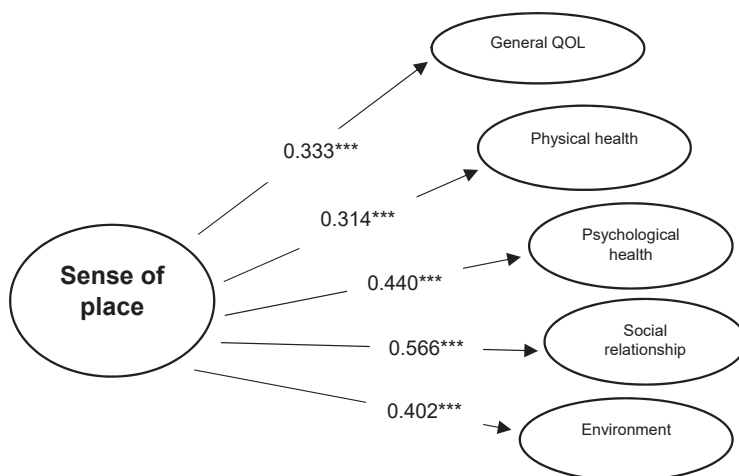 General QOL
0.333***
Physical health
0.314***
Sense of
place
Psychological
health
0.440***
Social
relationship
0.566***
Environment
0.402***